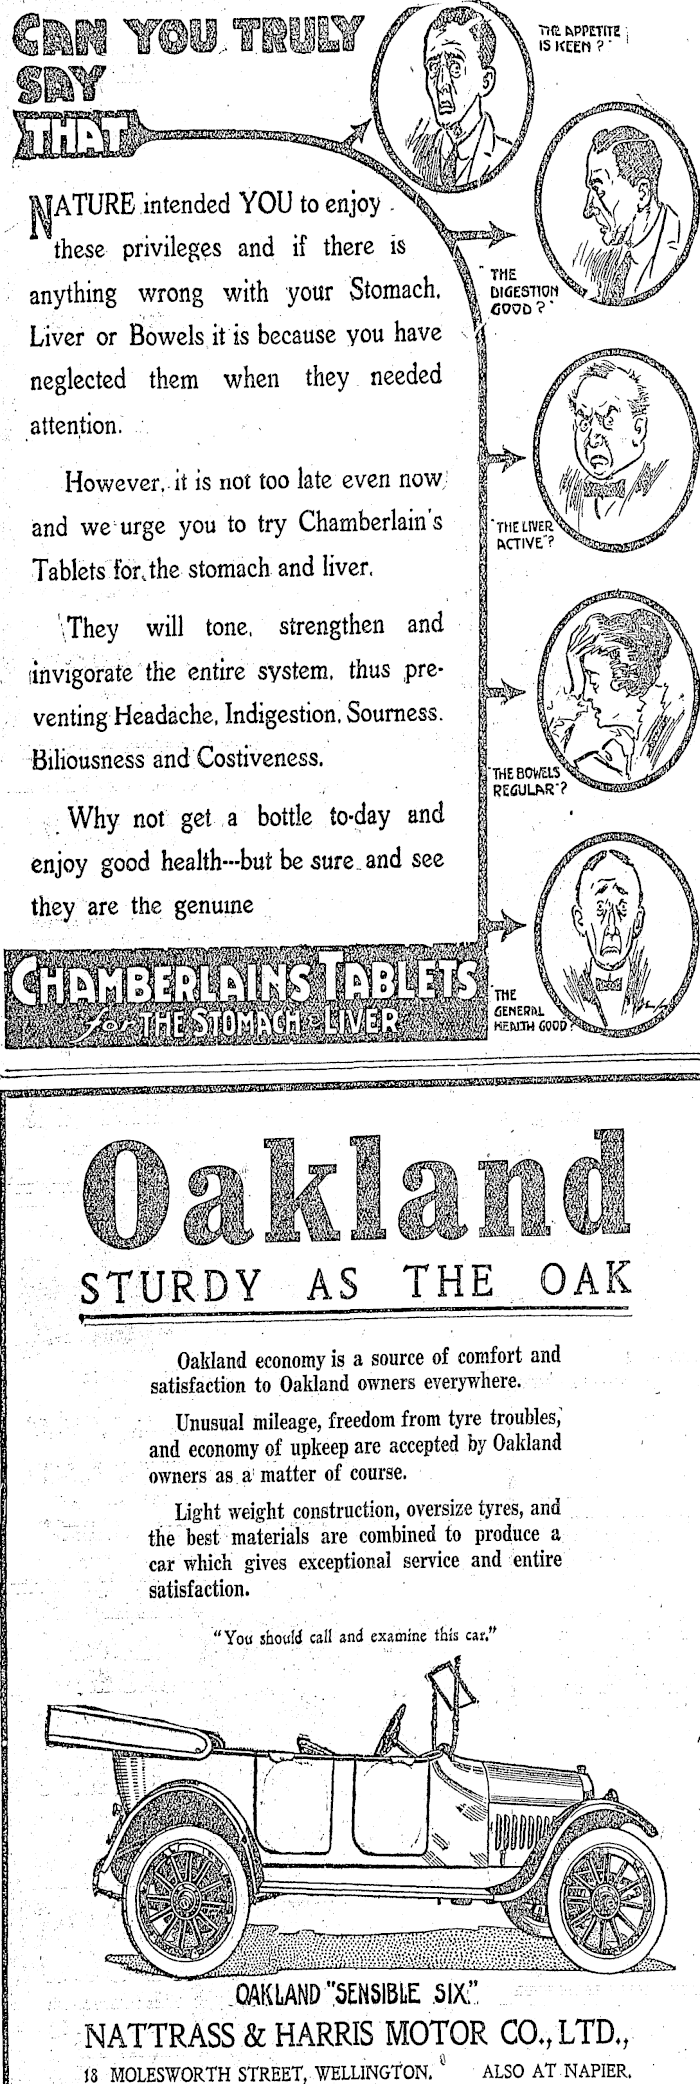 CAN YOU TRULY
SAY
THAT
"THE APPETITE
IS KEEN?"
"THE
DIGESTION
GOOD?"
"THE LIVER
ACTIVE"?
"THE BOWELS
REGULAR"?
"THE
GENERAL
HEALTH GOOD?
NATURE intended YOU to enjoy
these privileges and if there is
anything wrong with your Stomach,
Liver or Bowels it is because you have
neglected them when they needed
attention.
However, it is not too late even now
and we urge you to try Chamberlain's
Tablets for the stomach and liver.
They will tone, strengthen and
invigorate the entire system, thus pre-
venting Headache, Indigestion, Sourness.
Biliousness and Costiveness.
Why not get a bottle to-day and
enjoy good health---but be sure and see
they are the genuine
CHAMBERLAINS TABLETS
for THE STOMACH & LIVER
Oakland
STURDY AS THE OAK
Oakland economy is a source of comfort and
satisfaction to Oakland owners everywhere.
Unusual mileage, freedom from tyre troubles,
and economy of upkeep are accepted by Oakland
owners as a matter of course.
Light weight construction, oversize tyres, and
the best materials are combined to produce a
car which gives exceptional service and entire
satisfaction.
"You should call and examine this car."
OAKLAND "SENSIBLE SIX."
NATTRASS & HARRIS MOTOR CO., LTD.,
18 MOLESWORTH STREET, WELLINGTON. ALSO AT NAPIER.